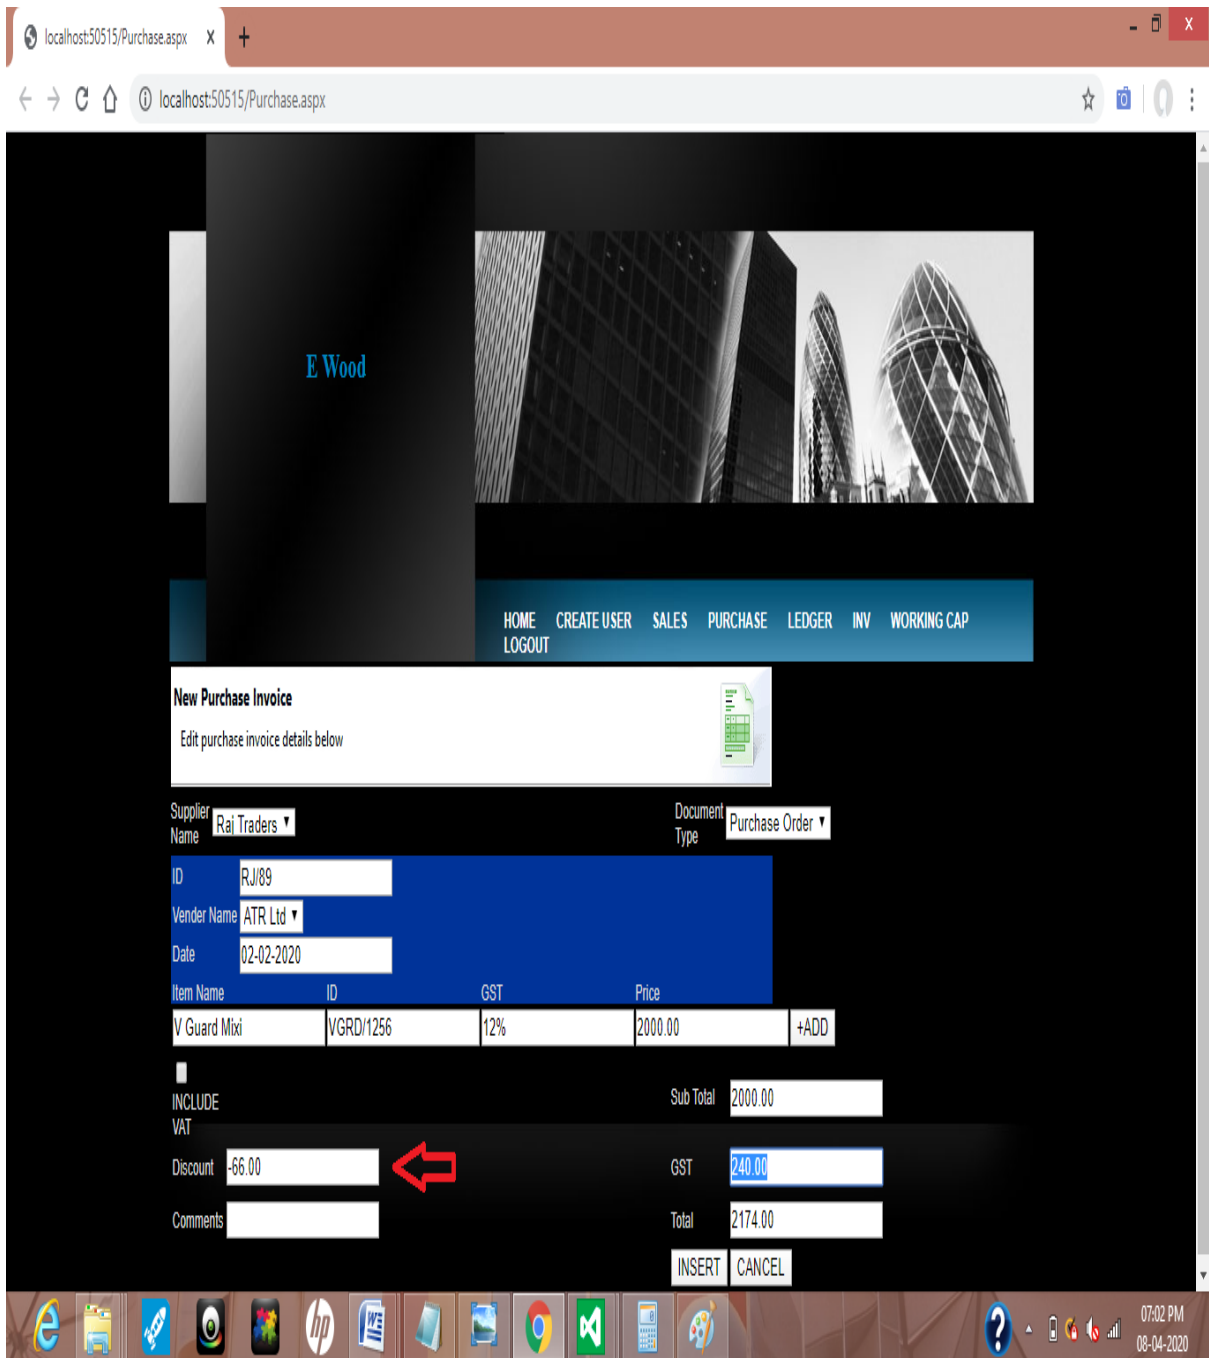 localhost:50515/Purchase.aspx
localhost:50515/Purchase.aspx
E Wood
HOME CREATE USER SALES PURCHASE LEDGER INV WORKING CAP
LOGOUT
New Purchase Invoice
Edit purchase invoice details below
Supplier Name Raj Traders
Document Type Purchase Order
ID RJ/89
Vender Name ATR Ltd
Date 02-02-2020
Item Name ID GST Price
V Guard Mixi VGRD/1256 12% 2000.00 +ADD
INCLUDE
VAT
Sub Total 2000.00
Discount -66.00 GST 240.00
Comments Total 2174.00
INSERT CANCEL
07:02 PM
08-04-2020